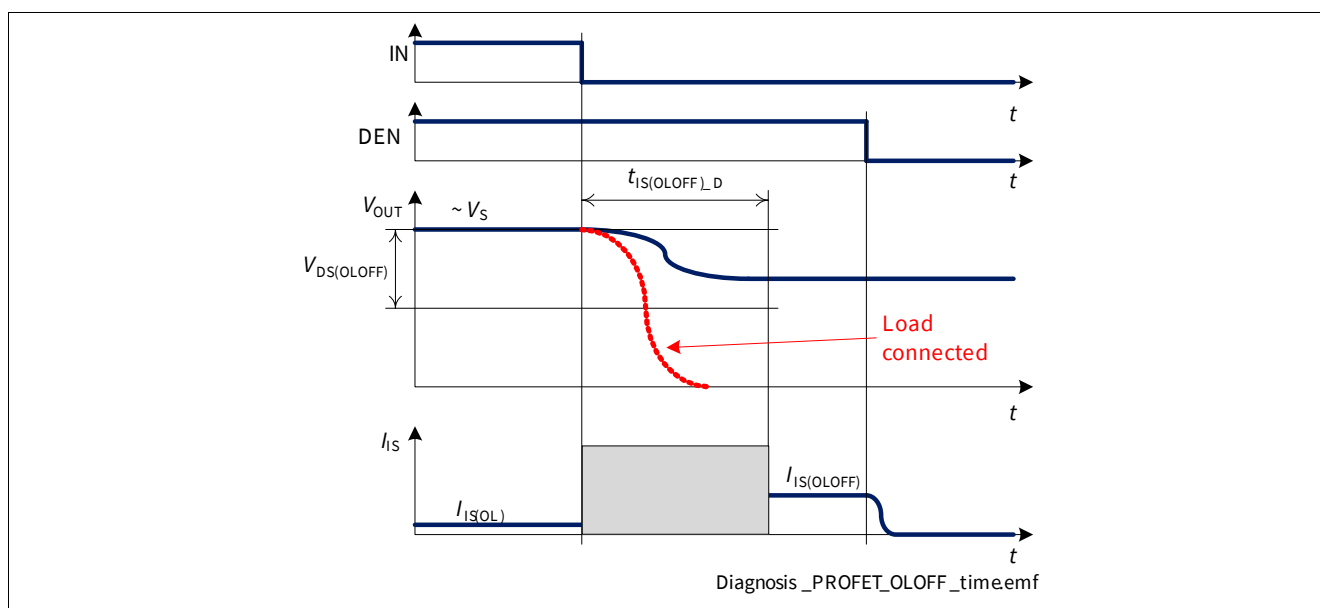 IN
t
DEN
t
tIS(OLOFF)_D
VOUT
~ VS
VDS(OLOFF)
Load
connected
t
IIS
IIS(OLOFF)
IIS(OL)
t
Diagnosis _PROFET_OLOFF _time.emf